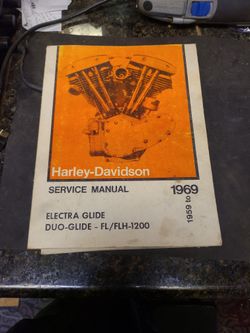 Harley-Davidson
SERVICE MANUAL
1959 to
1969
ELECTRA GLIDE
DUO-GLIDE - FL/FLH-1200